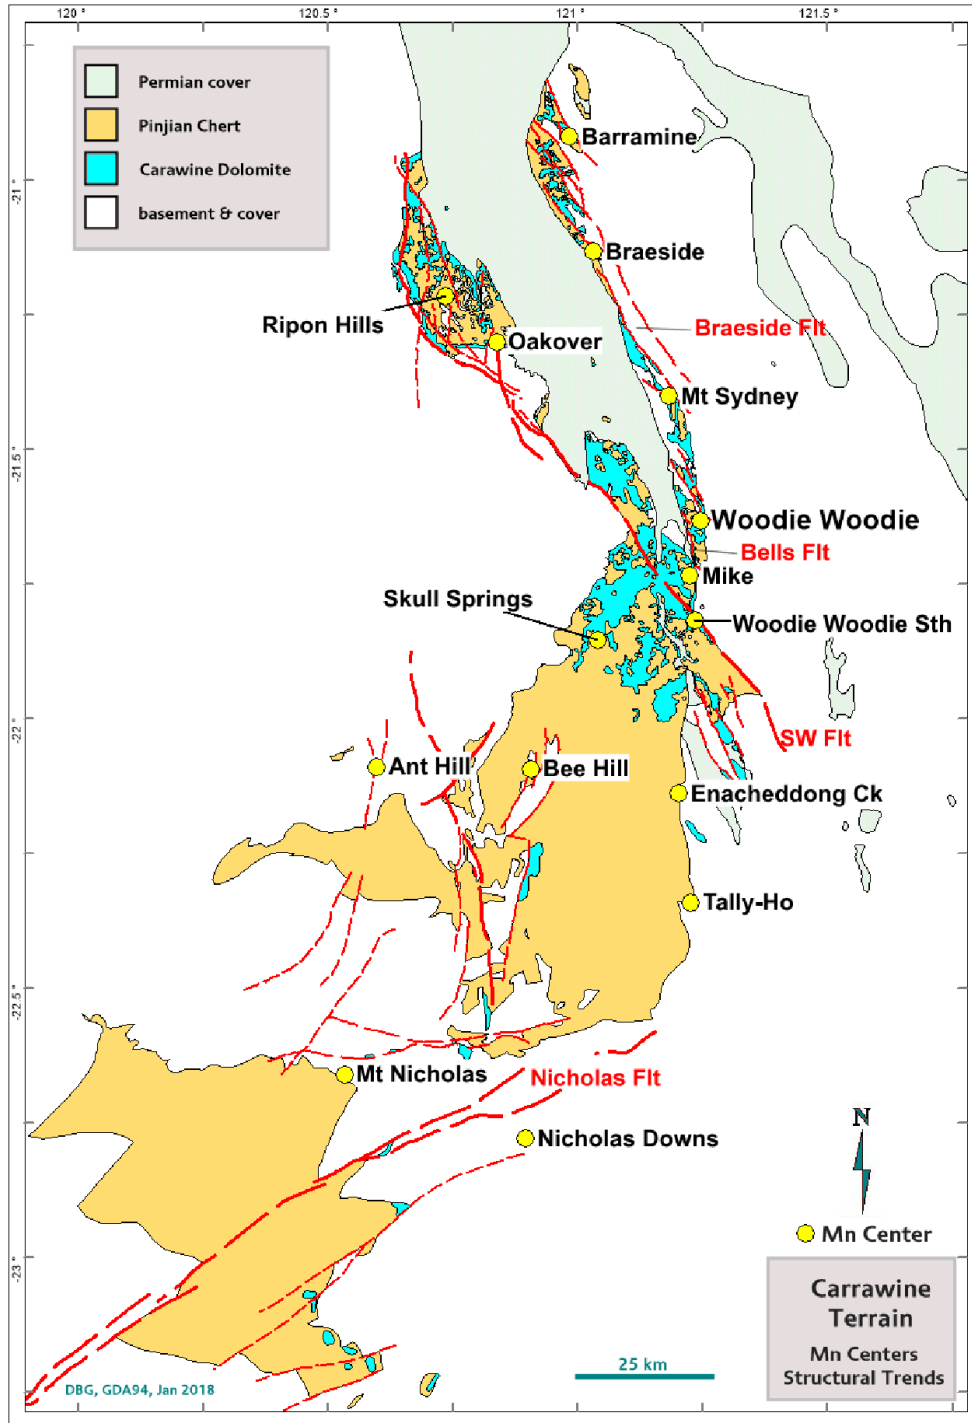 120 °
120.5 °
121 °
121.5 °
Permian cover
Pinjian Chert
Carawine Dolomite
basement & cover
Barramine
-21 °
Braeside
Ripon Hills
Braeside Flt
Oakover
Mt Sydney
-21.5 °
Woodie Woodie
Bells Flt
Mike
Skull Springs
Woodie Woodie Sth
-22 °
SW Flt
Ant Hill
Bee Hill
Enacheddong Ck
Tally-Ho
-22.5 °
Mt Nicholas
Nicholas Flt
N
Nicholas Downs
Mn Center
-23 °
Carrawine
Terrain
Mn Centers
Structural Trends
25 km
DBG, GDA94, Jan 2018